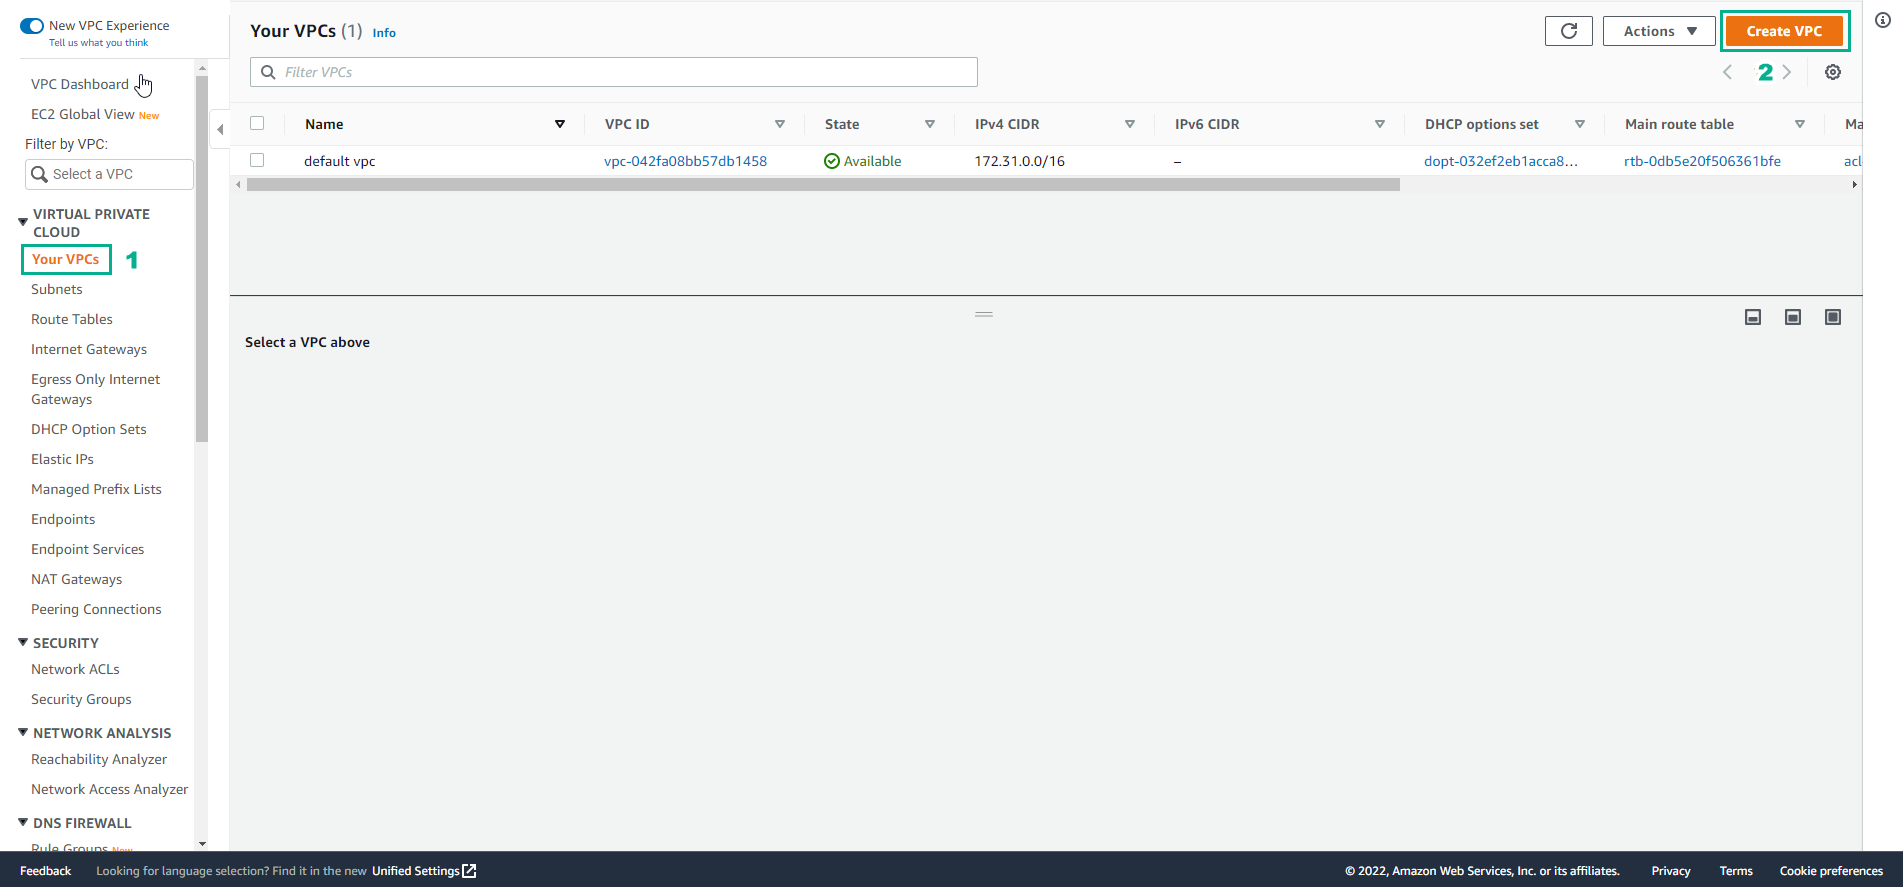 New VPC Experience
Tell us what you think
VPC Dashboard
EC2 Global View New
Filter by VPC:
Select a VPC
VIRTUAL PRIVATE
CLOUD
Your VPCs 1
Subnets
Route Tables
Internet Gateways
Egress Only Internet
Gateways
DHCP Option Sets
Elastic IPs
Managed Prefix Lists
Endpoints
Endpoint Services
NAT Gateways
Peering Connections
SECURITY
Network ACLs
Security Groups
NETWORK ANALYSIS
Reachability Analyzer
Network Access Analyzer
DNS FIREWALL
Rule Groups New
Your VPCs (1) Info
Actions
Create VPC
Filter VPCs
2
Name VPC ID State IPv4 CIDR IPv6 CIDR DHCP options set Main route table Ma
default vpc vpc-042fa08bb57db1458 Available 172.31.0.0/16 – dopt-032ef2eb1acca8... rtb-0db5e20f506361bfe acl
Select a VPC above
Feedback Looking for language selection? Find it in the new Unified Settings © 2022, Amazon Web Services, Inc. or its affiliates. Privacy Terms Cookie preferences